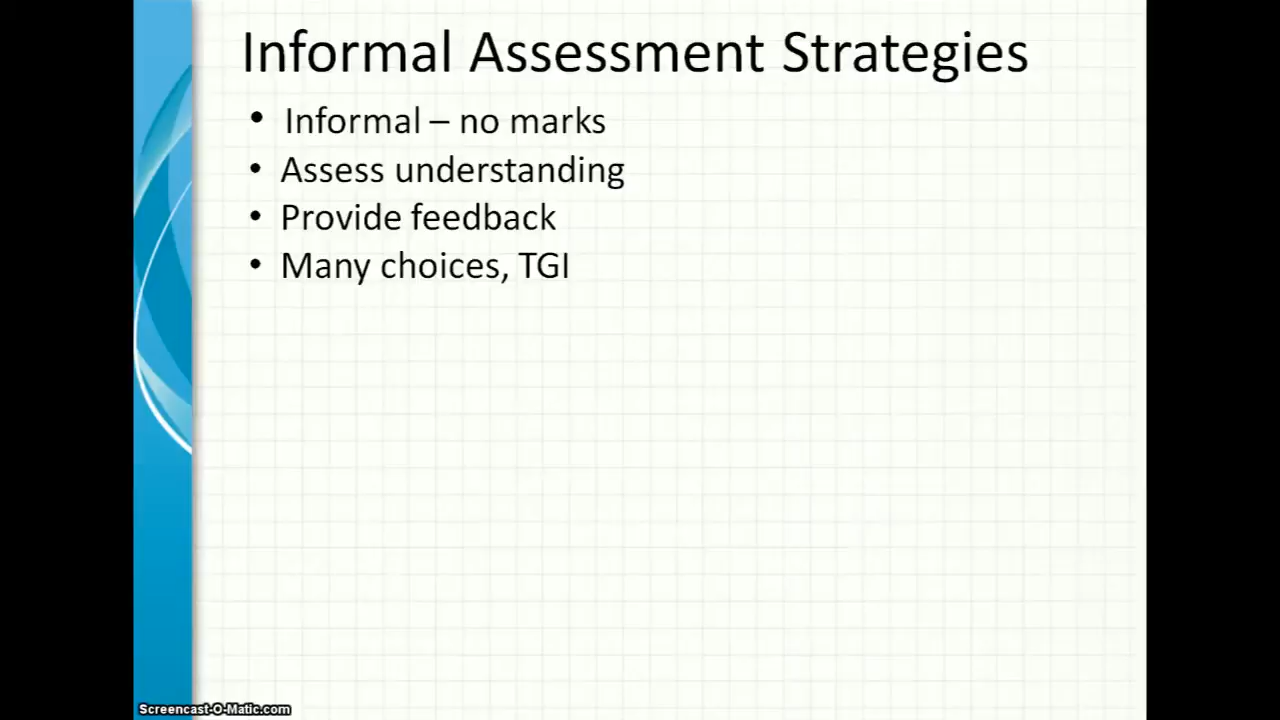 Informal Assessment Strategies
• Informal – no marks
• Assess understanding
• Provide feedback
• Many choices, TGI
Screencast-O-Matic.com